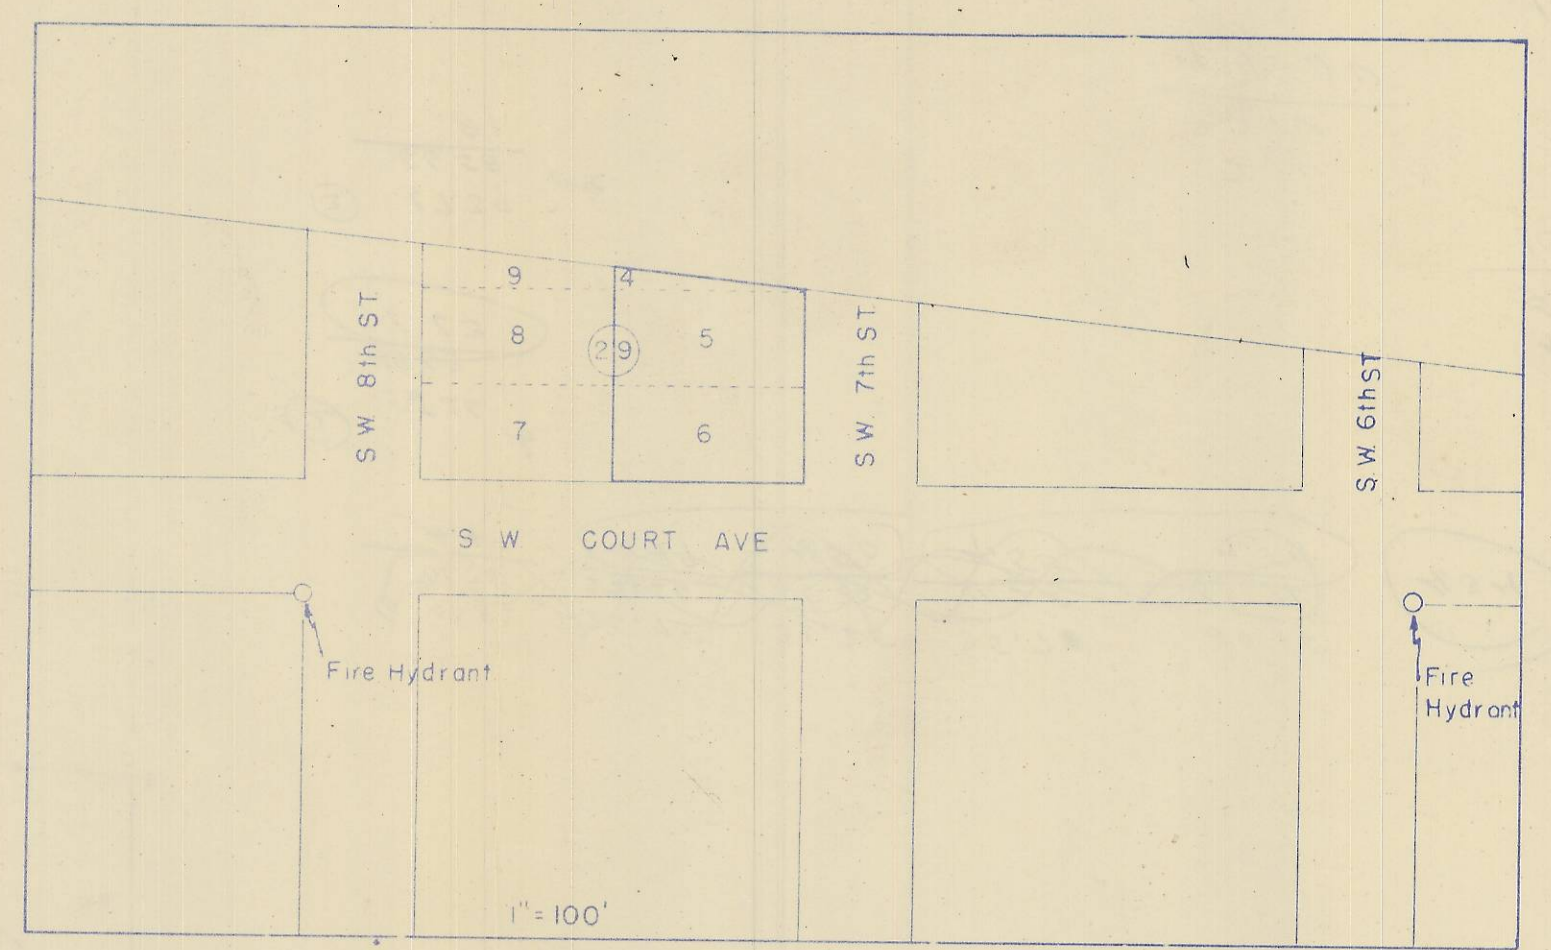 9
4
8
29
5
7
6
S W. 8th ST.
S W. 7th ST.
S. W. 6th ST.
S W COURT AVE
Fire Hydrant
Fire
Hydrant
1" = 100'